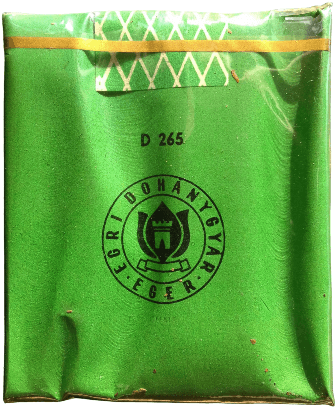 D 265
EGRI DOHÁNYGYÁR · EGER ·